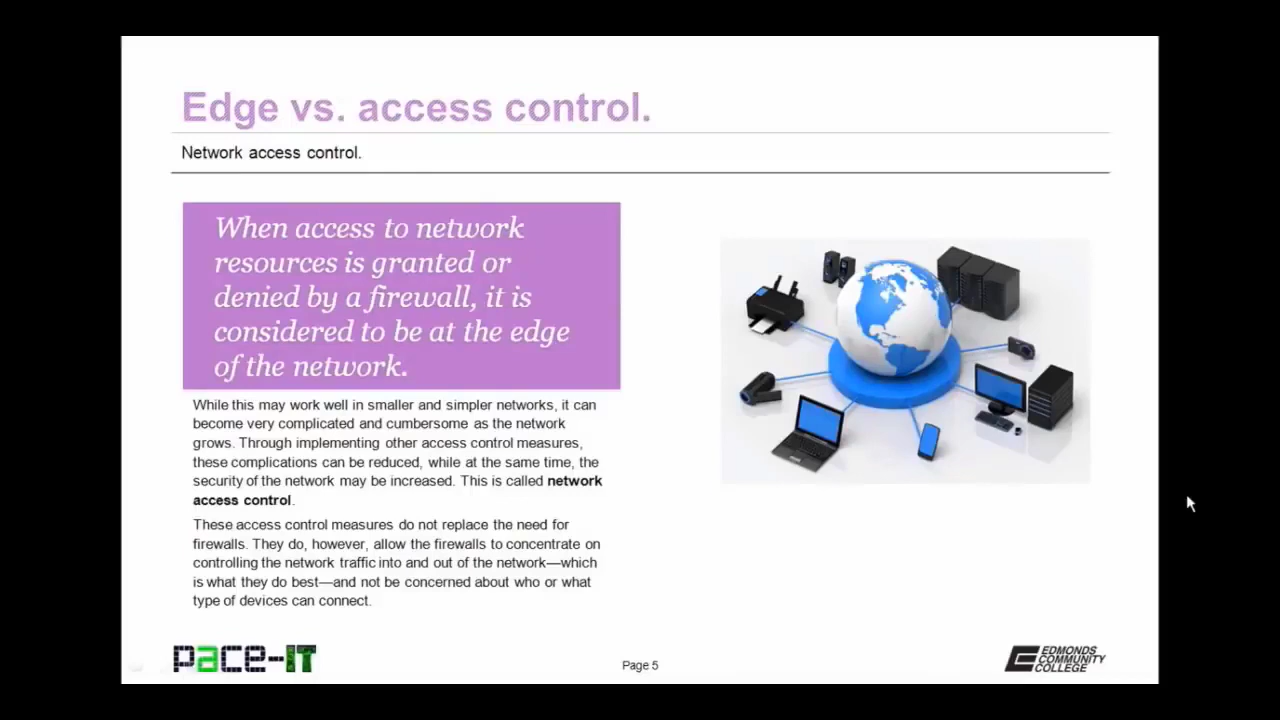 Edge vs. access control.
Network access control.
When access to network
resources is granted or
denied by a firewall, it is
considered to be at the edge
of the network.
While this may work well in smaller and simpler networks, it can
become very complicated and cumbersome as the network
grows. Through implementing other access control measures,
these complications can be reduced, while at the same time, the
security of the network may be increased. This is called network
access control.
These access control measures do not replace the need for
firewalls. They do, however, allow the firewalls to concentrate on
controlling the network traffic into and out of the network—which
is what they do best—and not be concerned about who or what
type of devices can connect.
pace-IT
Page 5
EDMONDS
COMMUNITY
COLLEGE